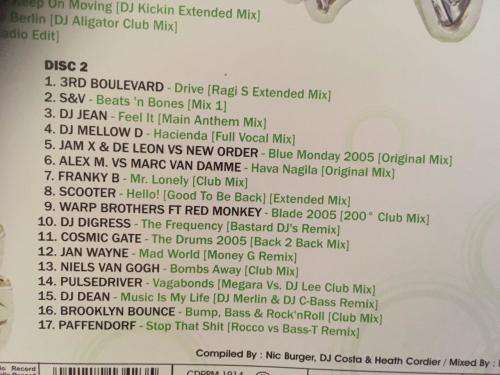 Keep On Moving [DJ Kickin Extended Mix]
Berlin [DJ Aligator Club Mix]
Radio Edit]
DISC 2
1. 3RD BOULEVARD - Drive [Ragi S Extended Mix]
2. S&V - Beats 'n Bones [Mix 1]
3. DJ JEAN - Feel It [Main Anthem Mix]
4. DJ MELLOW D - Hacienda [Full Vocal Mix]
5. JAM X & DE LEON VS NEW ORDER - Blue Monday 2005 [Original Mix]
6. ALEX M. VS MARC VAN DAMME - Hava Nagila [Original Mix]
7. FRANKY B - Mr. Lonely [Club Mix]
8. SCOOTER - Hello! [Good To Be Back] [Extended Mix]
9. WARP BROTHERS FT RED MONKEY - Blade 2005 [200° Club Mix]
10. DJ DIGRESS - The Frequency [Bastard DJ's Remix]
11. COSMIC GATE - The Drums 2005 [Back 2 Back Mix]
12. JAN WAYNE - Mad World [Money G Remix]
13. NIELS VAN GOGH - Bombs Away [Club Mix]
14. PULSEDRIVER - Vagabonds [Megara Vs. DJ Lee Club Mix]
15. DJ DEAN - Music Is My Life [DJ Merlin & DJ C-Bass Remix]
16. BROOKLYN BOUNCE - Bump, Bass & Rock'nRoll [Club Mix]
17. PAFFENDORF - Stop That Shit [Rocco vs Bass-T Remix]
Compiled By : Nic Burger, DJ Costa & Heath Cordier / Mixed By :
Record